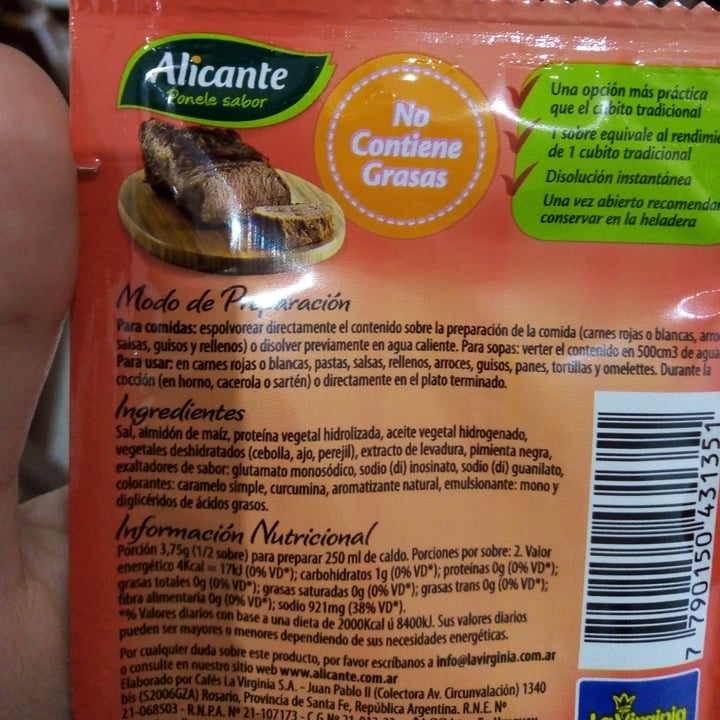 Alicante
Ponele sabor
No
Contiene
Grasas
Una opción más práctica
que el cubito tradicional
1 sobre equivale al
de 1 cubito tradicional
Disolución instantánea
Una vez abierto
conservar en la heladera
Modo de Preparación
Para comidas: espolvorear directamente el contenido sobre la preparación de la comida (carnes rojas o blancas,
salsas, guisos y rellenos) o disolver previamente en agua caliente. Para sopas: verter el contenido en 500cm3 de agua
Para usar: en carnes rojas o blancas, pastas, salsas, rellenos, arroces, guisos, panes, tortillas y omelettes. Durante la
cocción (en horno, cacerola o sartén) o directamente en el plato terminado.
Ingredientes
Sal, almidón de maíz, proteína vegetal hidrolizada, aceite vegetal hidrogenado,
vegetales deshidratados (cebolla, ajo, perejil), extracto de levadura, pimienta negra,
exaltadores de sabor: glutamato monosódico, sodio (di) inosinato, sodio (di) guanilato,
colorantes: caramelo simple, curcumina, aromatizante natural, emulsionante: mono y
diglicéridos de ácidos grasos.
Información Nutricional
Porción 3,75g (1/2 sobre) para preparar 250 ml de caldo. Porciones por sobre: 2. Valor
energético 4Kcal = 17kJ (0% VD*); carbohidratos 1g (0% VD*); proteínas 0g (0% VD*);
grasas totales 0g (0% VD*); grasas saturadas 0g (0% VD*); grasas trans 0g (0% VD*);
fibra alimentaria 0g (0% VD*); sodio 921mg (38% VD*).
*% Valores diarios con base a una dieta de 2000Kcal ú 8400kJ. Sus valores diarios
pueden ser mayores o menores dependiendo de sus necesidades energéticas.
Por cualquier duda sobre este producto, por favor escríbanos a info@lavirginia.com.ar
o consulte en nuestro sitio web www.alicante.com.ar
Elaborado por Cafés La Virginia S.A. - Juan Pablo II (Colectora Av. Circunvalación) 1340
bis (S2006GZA) Rosario, Provincia de Santa Fe, República Argentina. R.N.E. Nº
21-068503 - R.N.P.A. Nº 21-107173 -
7 790150 431351
La Virginia